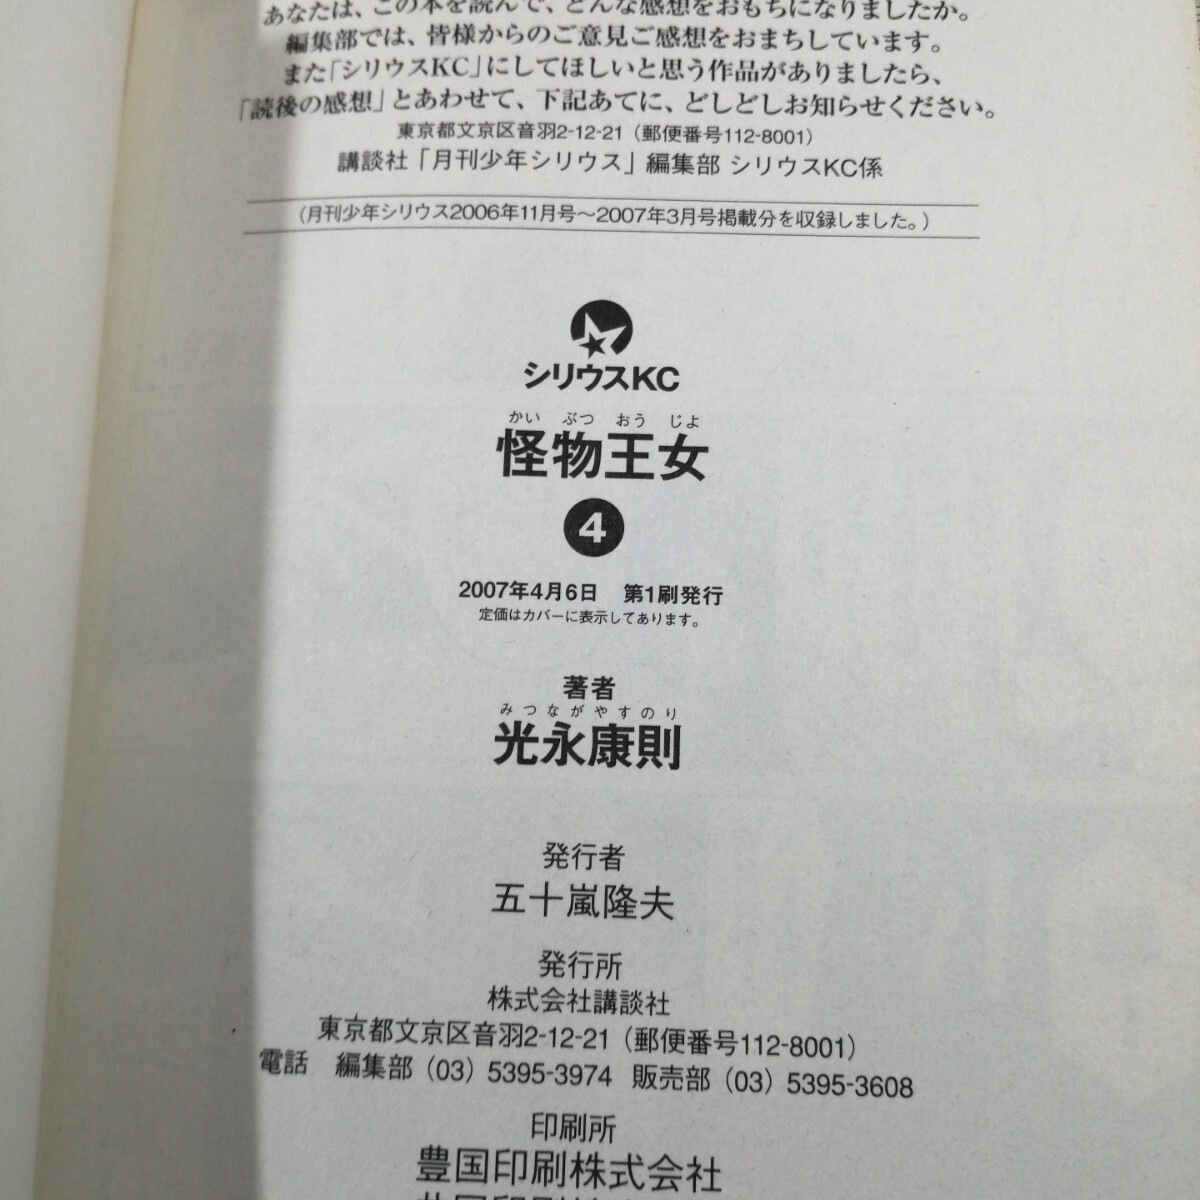 あなたは、この本を読んで、どんな感想をおもちになりましたか。
編集部では、皆様からのご意見ご感想をおまちしています。
また「シリウスKC」にしてほしいと思う作品がありましたら、
「読後の感想」とあわせて、下記あてに、どしどしお知らせください。
東京都文京区音羽2-12-21（郵便番号112-8001）
講談社「月刊少年シリウス」編集部 シリウスKC係
（月刊少年シリウス2006年11月号〜2007年3月号掲載分を収録しました。）
シリウスKC
かい ぶつ おう じよ
怪物王女
4
2007年4月6日 第1刷発行
定価はカバーに表示してあります。
著者
みつながやすのり
光永康則
発行者
五十嵐隆夫
発行所
株式会社講談社
東京都文京区音羽2-12-21（郵便番号112-8001）
電話 編集部（03）5395-3974 販売部（03）5395-3608
印刷所
豊国印刷株式会社